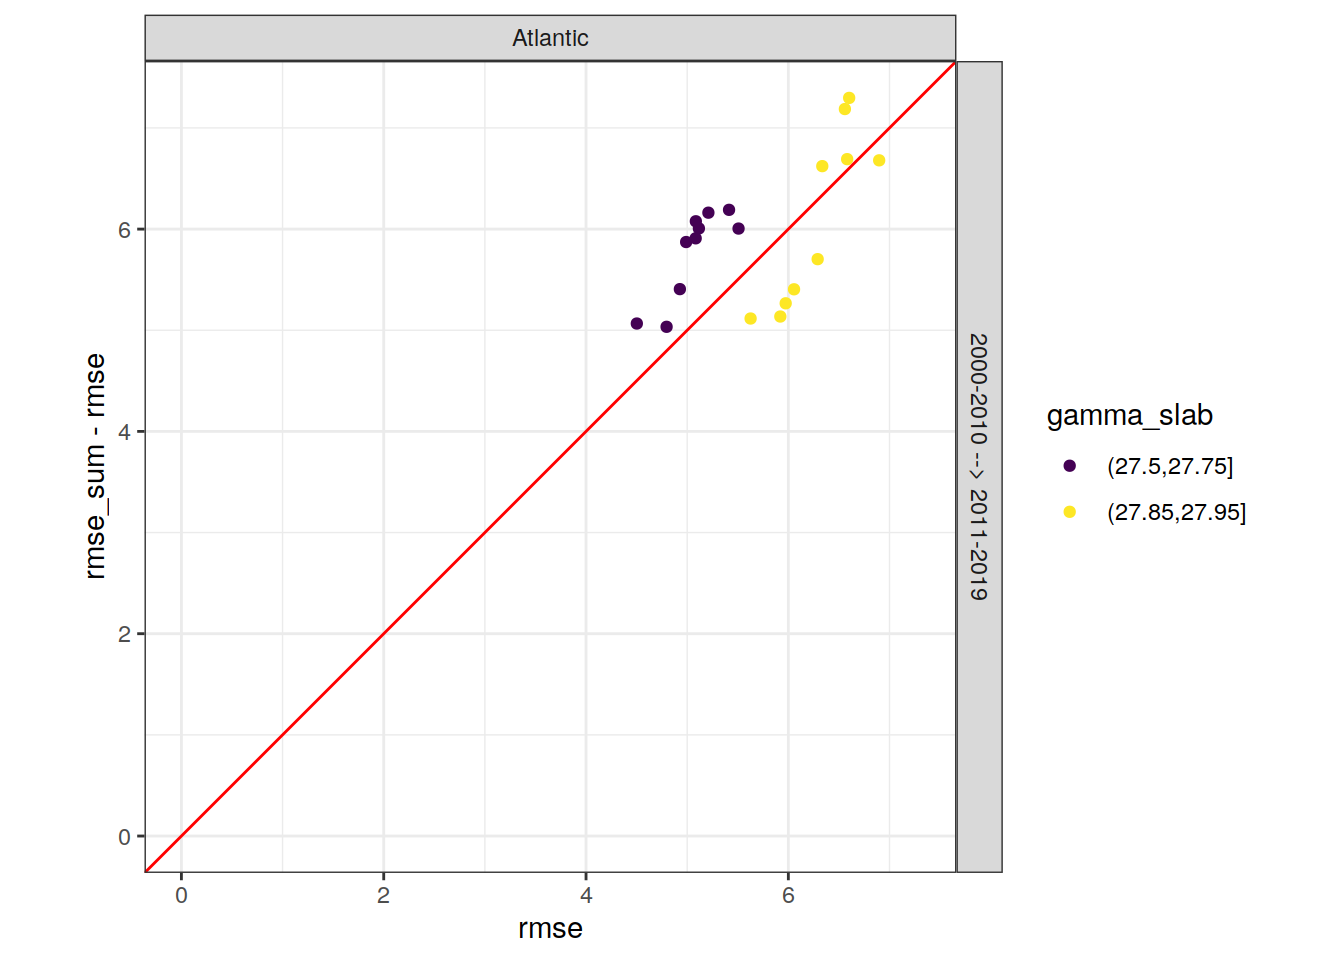 Atlantic
rmse_sum - rmse
6
4
2
0
0 2 4 6
rmse
2000-2010 --> 2011-2019
gamma_slab
(27.5,27.75]
(27.85,27.95]